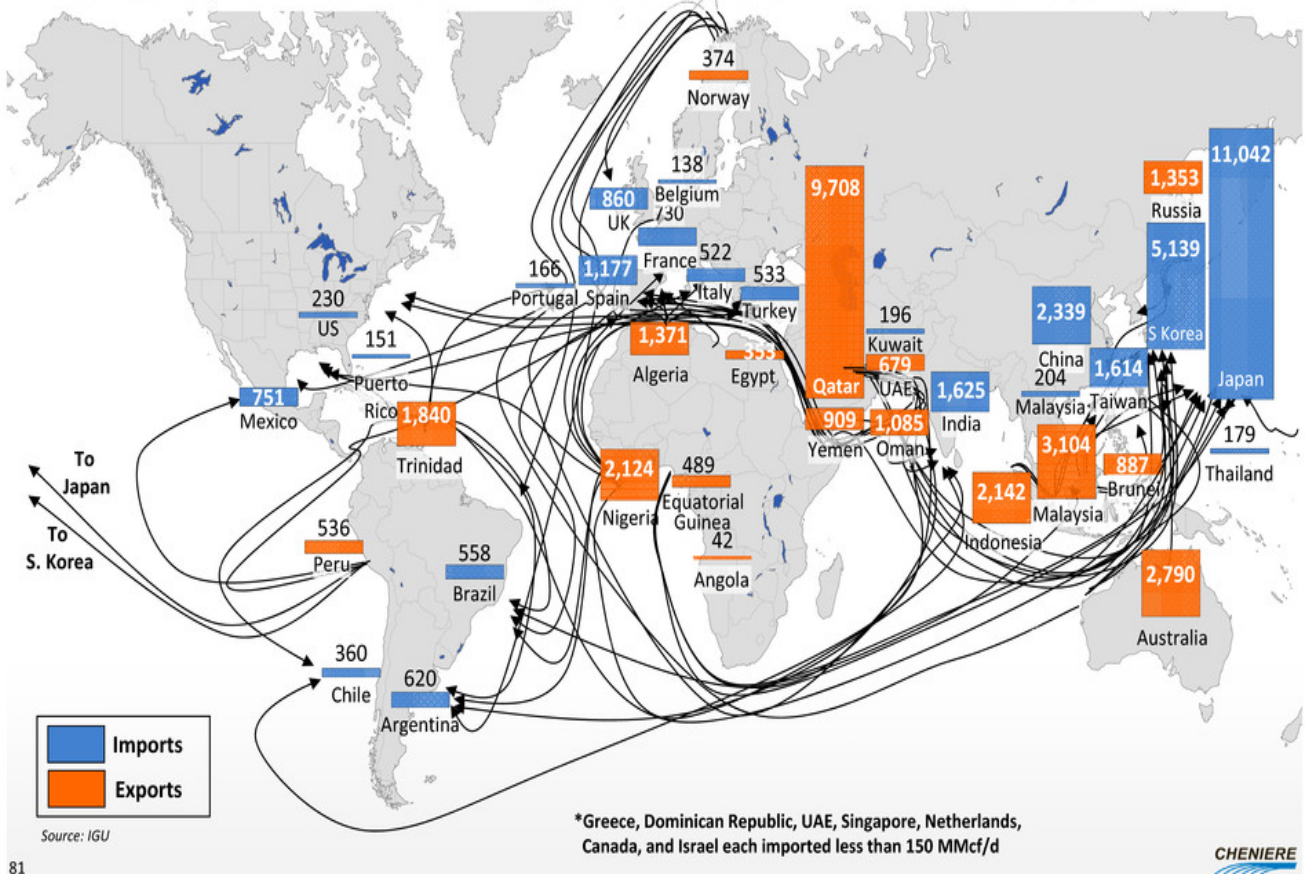 374
Norway
138
Belgium
860
UK
730
France
522
Italy
533
Turkey
166
Portugal
1,177
Spain
230
US
151
Puerto
Rico
751
Mexico
1,840
Trinidad
1,371
Algeria
353
Egypt
9,708
Qatar
196
Kuwait
679
UAE
909
Yemen
1,085
Oman
1,625
India
2,339
China
204
Malaysia
1,614
Taiwan
1,353
Russia
5,139
S Korea
11,042
Japan
179
Thailand
3,104
Malaysia
887
Brunei
2,142
Indonesia
2,790
Australia
2,124
Nigeria
489
Equatorial
Guinea
42
Angola
To
Japan
To
S. Korea
536
Peru
558
Brazil
360
Chile
620
Argentina
Imports
Exports
Source: IGU
*Greece, Dominican Republic, UAE, Singapore, Netherlands,
Canada, and Israel each imported less than 150 MMcf/d
81
CHENIERE